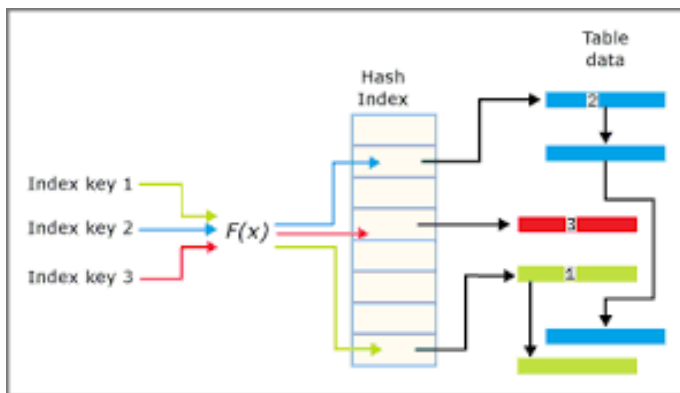 Table
data
Hash
Index
2
Index key 1
Index key 2
F(x)
3
Index key 3
1